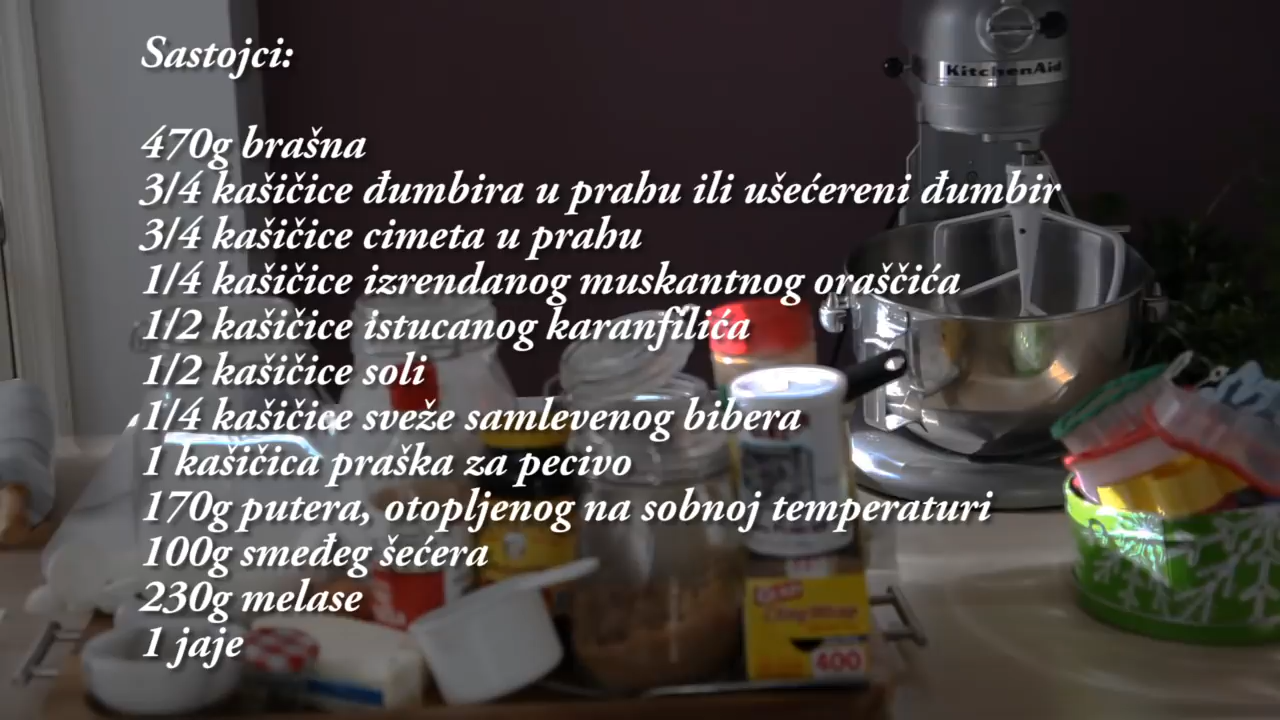 Sastojci:
470g brašna
3/4 kašičice đumbira u prahu ili ušećereni đumbir
3/4 kašičice cimeta u prahu
1/4 kašičice izrendanog muskantnog oraščića
1/2 kašičice istucanog karanfilića
1/2 kašičice soli
1/4 kašičice sveže samlevenog bibera
1 kašičica praška za pecivo
170g putera, otopljenog na sobnoj temperaturi
100g smeđeg šećera
230g melase
1 jaje
KitchenAid
400